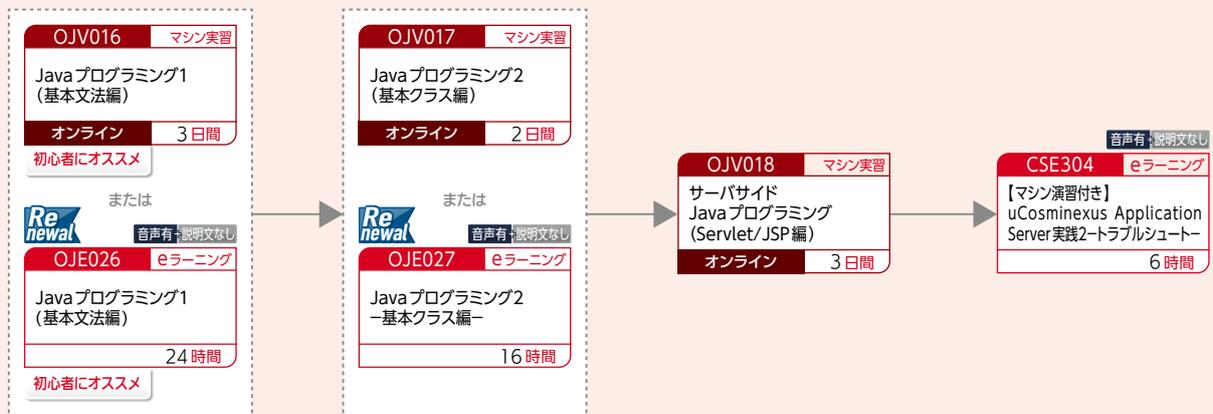 OJV016 マシン実習
Javaプログラミング1
（基本文法編）
オンライン 3日間
初心者にオススメ
または
Renewal
音声有+説明文なし
OJE026 eラーニング
Javaプログラミング1
（基本文法編）
24時間
初心者にオススメ
OJV017 マシン実習
Javaプログラミング2
（基本クラス編）
オンライン 2日間
または
Renewal
音声有+説明文なし
OJE027 eラーニング
Javaプログラミング2
−基本クラス編−
16時間
OJV018 マシン実習
サーバサイド
Javaプログラミング
（Servlet/JSP編）
オンライン 3日間
音声有+説明文なし
CSE304 eラーニング
【マシン演習付き】
uCosminexus Application
Server実践2−トラブルシュート−
6時間